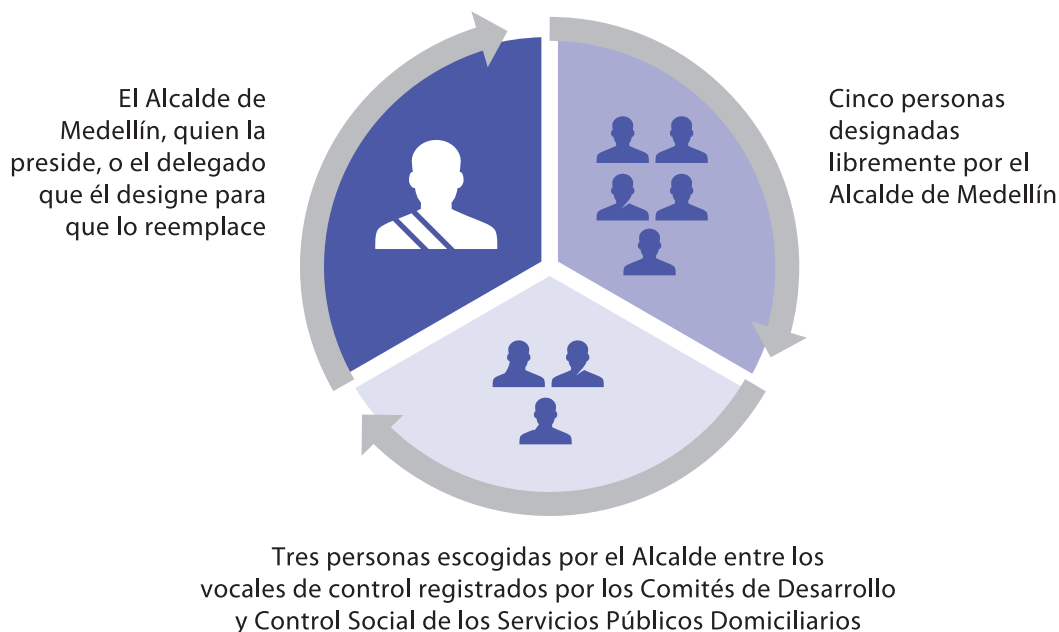 El Alcalde de
Medellín, quien la
preside, o el delegado
que él designe para
que lo reemplace
Cinco personas
designadas
libremente por el
Alcalde de Medellín
Tres personas escogidas por el Alcalde entre los
vocales de control registrados por los Comités de Desarrollo
y Control Social de los Servicios Públicos Domiciliarios